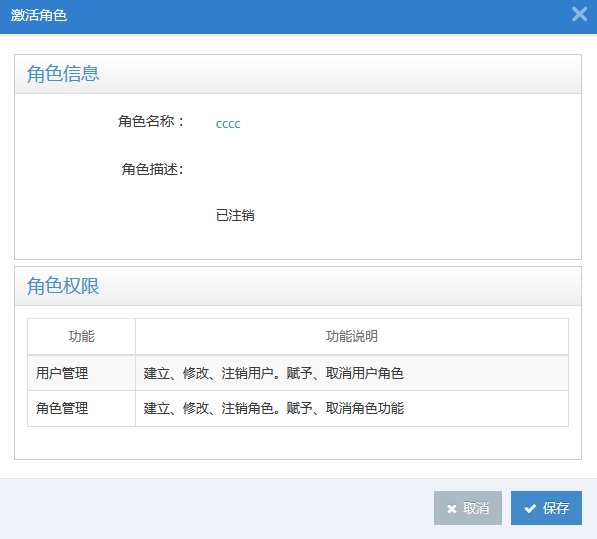 激活角色
角色信息
角色名称： cccc
角色描述：
已注销
角色权限
功能 功能说明
用户管理 建立、修改、注销用户。赋予、取消用户角色
角色管理 建立、修改、注销角色。赋予、取消角色功能
取消 保存